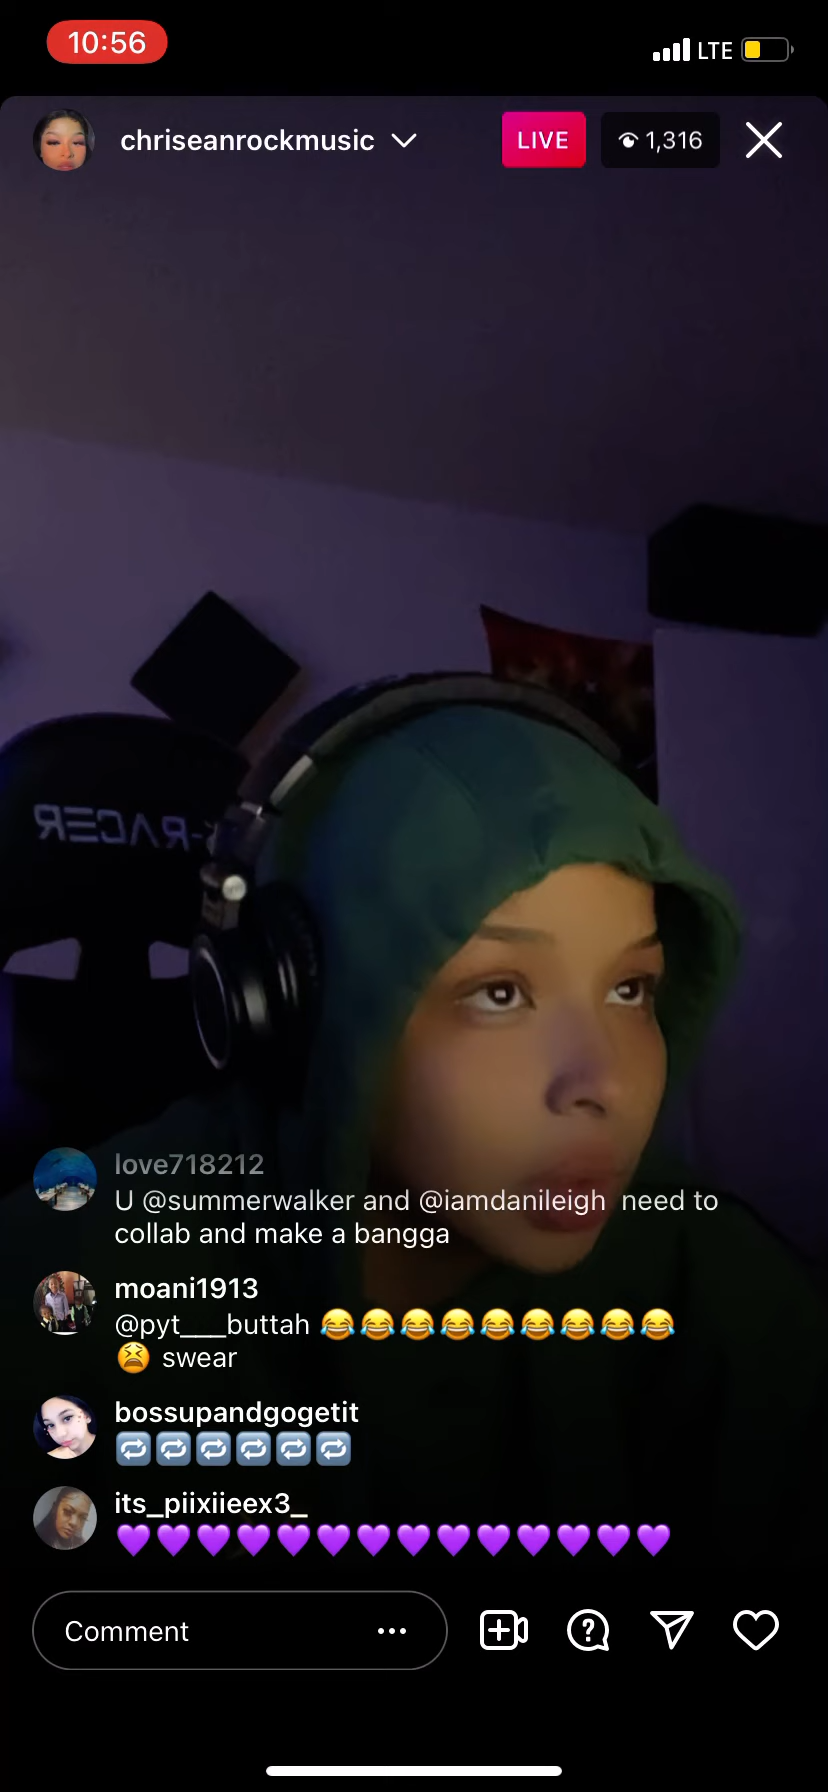 10:56
LTE
chriseanrockmusic
LIVE
1,316
X-RACER
love718212
U @summerwalker and @iamdanileigh need to
collab and make a bangga
moani1913
@pyt___buttah 😂😂😂😂😂😂😂😂😂
😫 swear
bossupandgogetit
🔁🔁🔁🔁🔁🔁
its_piixiieex3_
💜💜💜💜💜💜💜💜💜💜💜💜💜💜
Comment